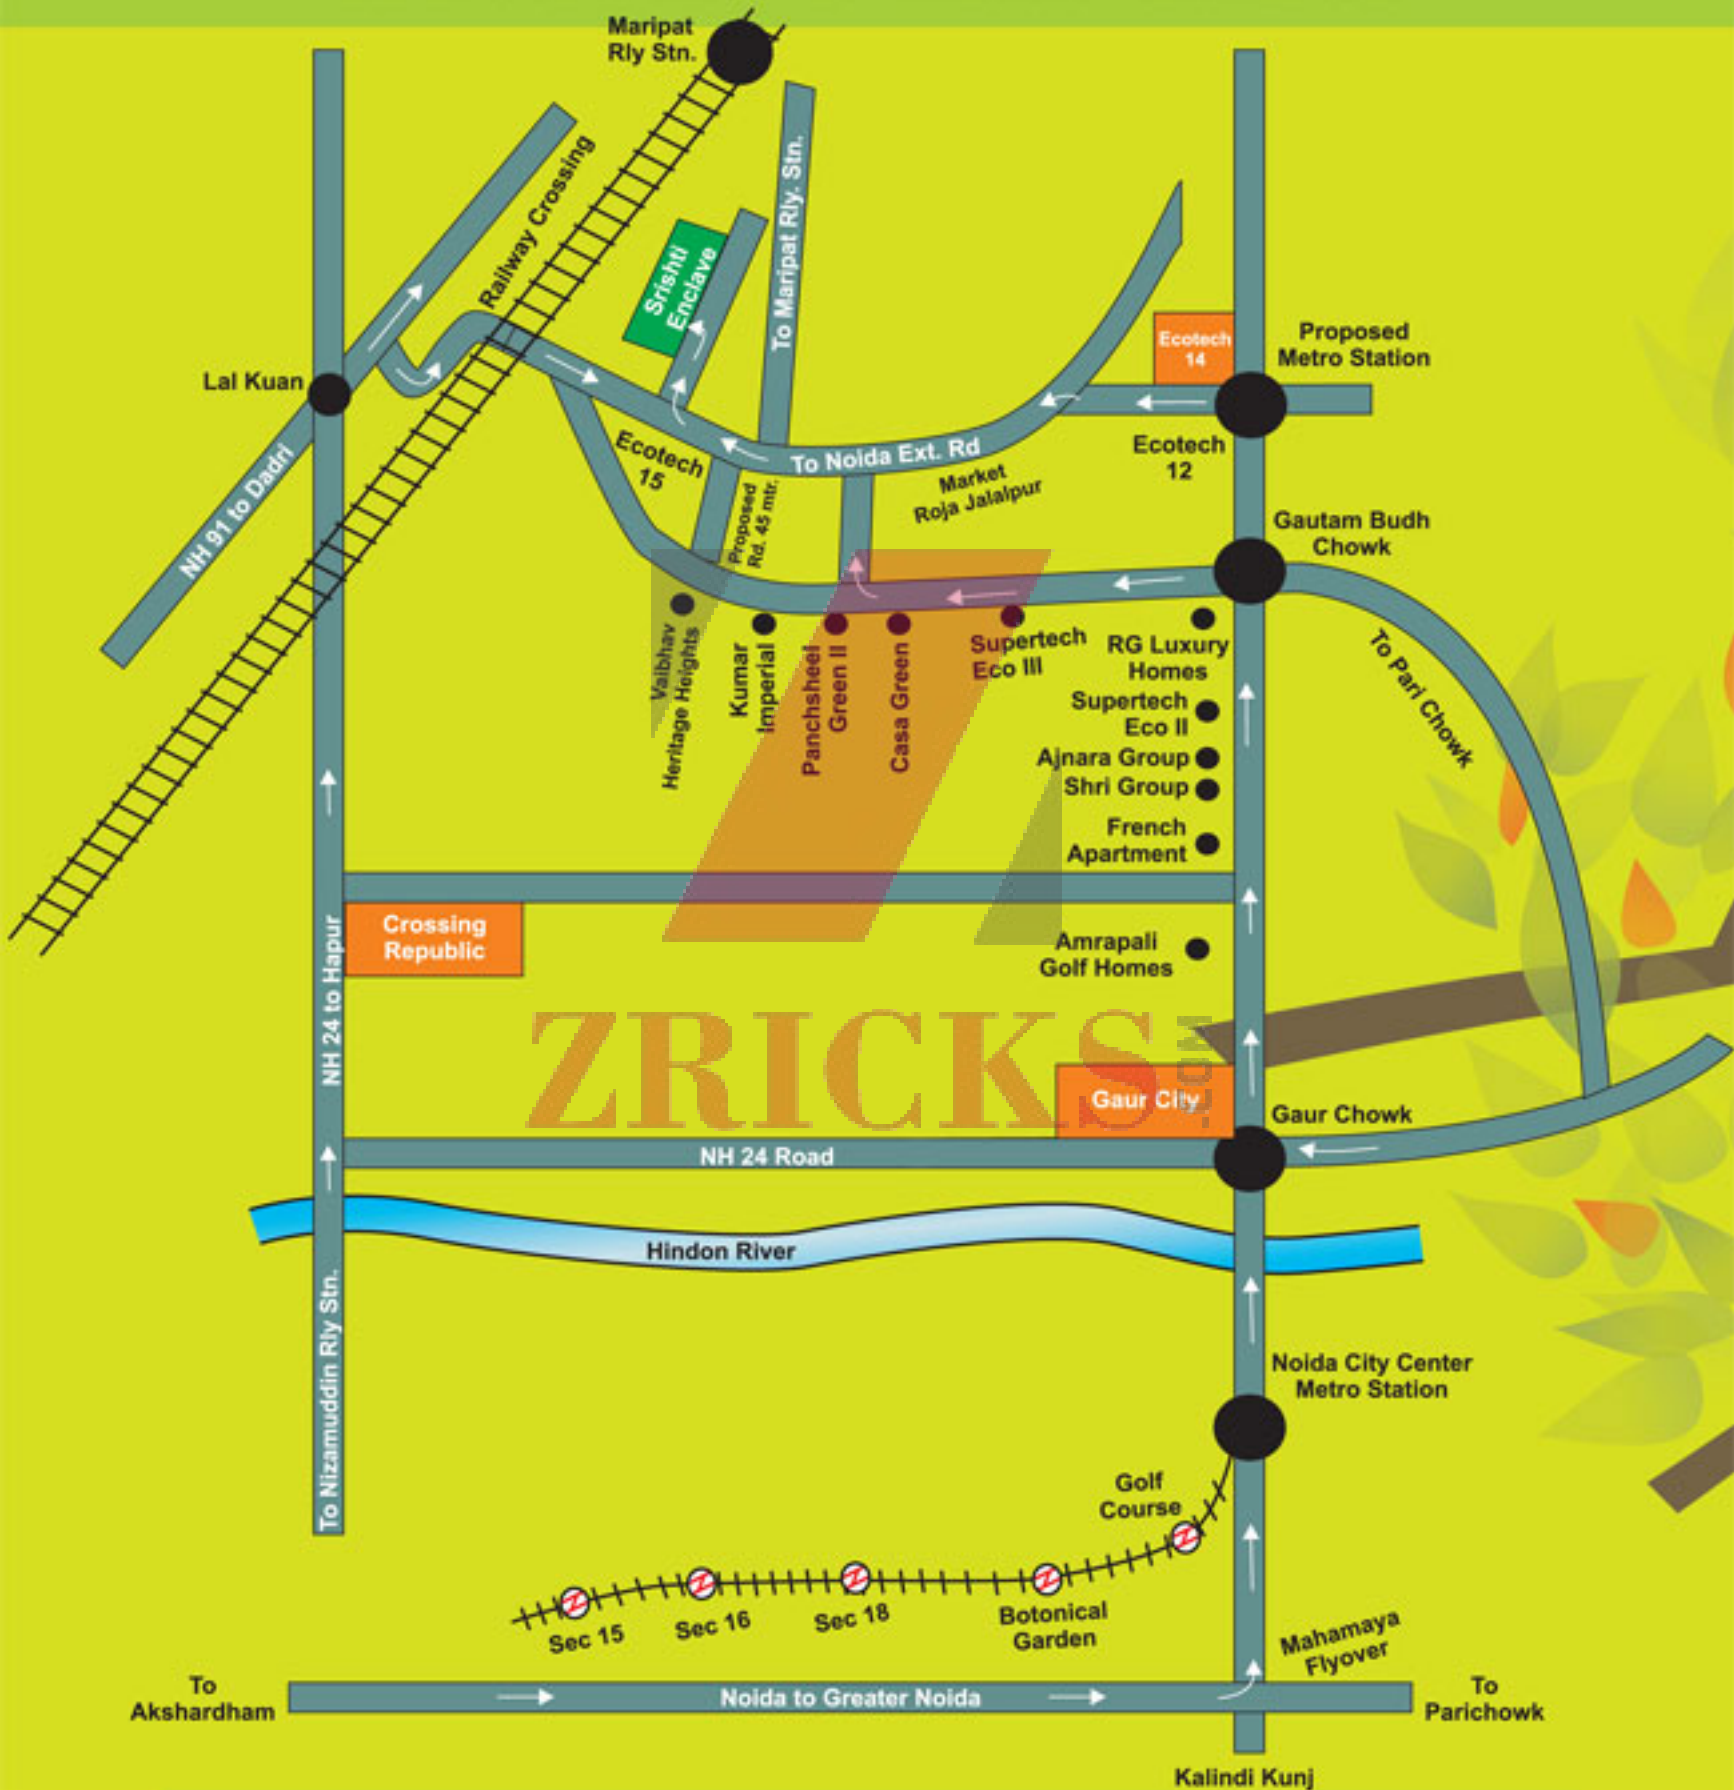 Maripat
Rly Stn.
Railway Crossing
To Maripat Rly. Stn.
Srishti
Enclave
Ecotech
14
Proposed
Metro Station
Lal Kuan
NH 91 to Dadri
Ecotech
15
To Noida Ext. Rd
Ecotech
12
Market
Roja Jalalpur
Proposed
Rd. 45 mtr.
Gautam Budh
Chowk
To Pari Chowk
Vaibhav
Heritage Heights
Kumar
Imperial
Panchsheel
Green II
Casa Green
Supertech
Eco III
RG Luxury
Homes
Supertech
Eco II
Ajnara Group
Shri Group
French
Apartment
Crossing
Republic
NH 24 to Hapur
Amrapali
Golf Homes
ZRICKS
.COM
Gaur City
Gaur Chowk
NH 24 Road
Hindon River
To Nizamuddin Rly Stn.
Noida City Center
Metro Station
Golf
Course
Sec 15
Sec 16
Sec 18
Botonical
Garden
Mahamaya
Flyover
To
Akshardham
Noida to Greater Noida
To
Parichowk
Kalindi Kunj